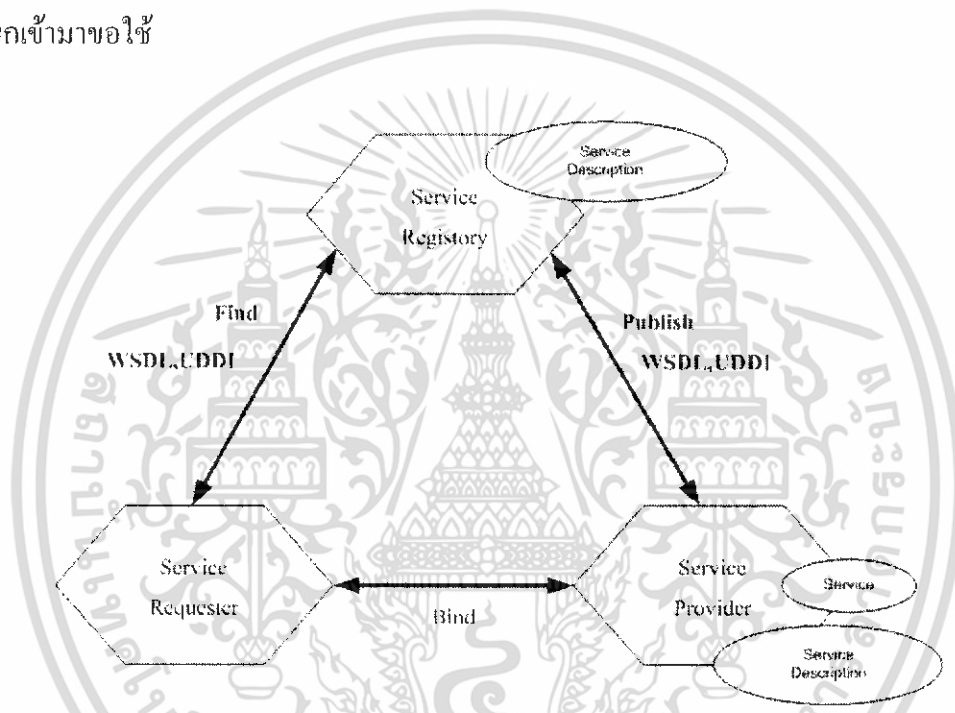 เข้ามาขอใช้
Service
Description
Service
Registory
Find
WSDL,UDDI
Publish
WSDL,UDDI
Service
Requester
Bind
Service
Provider
Service
Service
Description